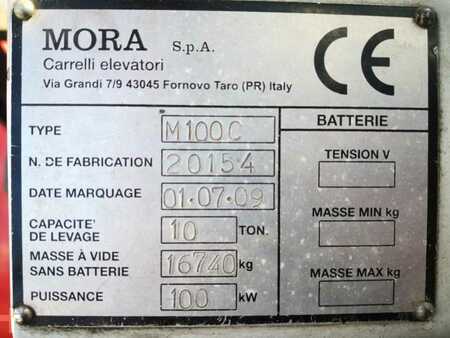 MORA S.p.A.
Carrelli elevatori
Via Grandi 7/9 43045 Fornovo Taro (PR) Italy
CE
TYPE M100C
N. DE FABRICATION 20154
DATE MARQUAGE 01·07·09
CAPACITE'
DE LEVAGE 10 TON.
MASSE À VIDE
SANS BATTERIE 16740 kg
PUISSANCE 100 kW
BATTERIE
TENSION V
MASSE MIN kg
MASSE MAX kg